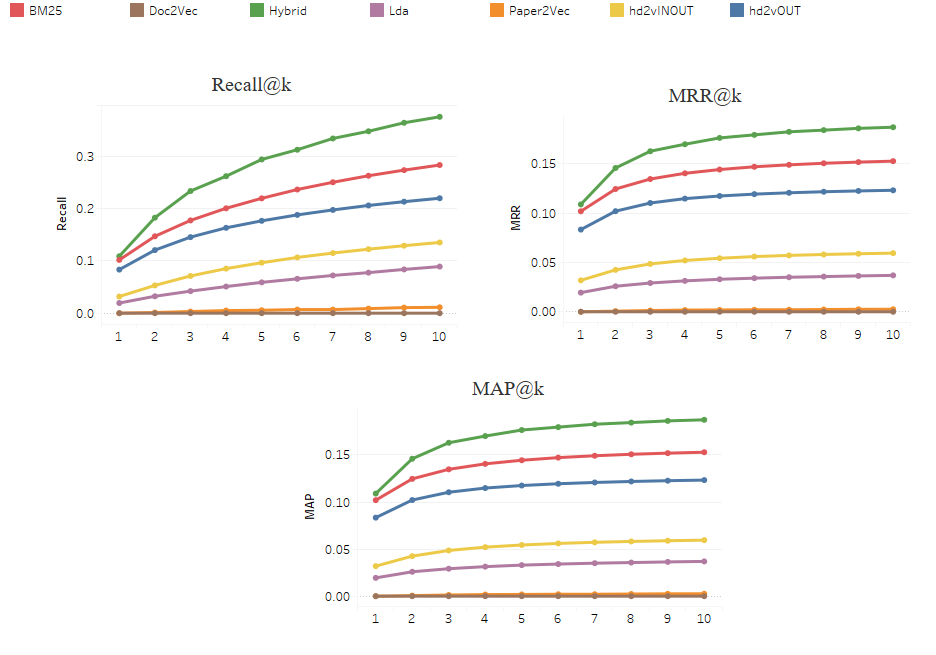 BM25 Doc2Vec Hybrid Lda Paper2Vec hd2vINOUT hd2vOUT
Recall@k
Recall
0.3
0.2
0.1
0.0
1 2 3 4 5 6 7 8 9 10
MRR@k
MRR
0.15
0.10
0.05
0.00
1 2 3 4 5 6 7 8 9 10
MAP@k
MAP
0.15
0.10
0.05
0.00
1 2 3 4 5 6 7 8 9 10